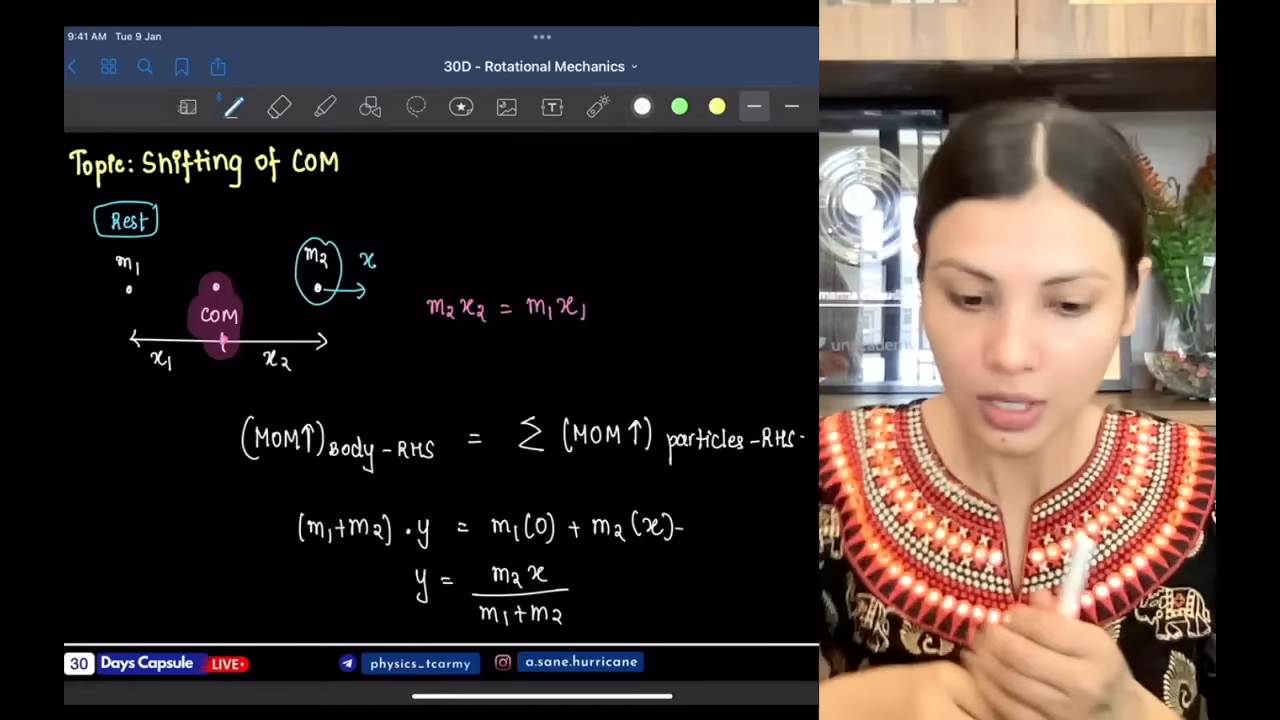 9:41 AM Tue 9 Jan
30D - Rotational Mechanics
Topic: Shifting of COM
Rest
m₁ m₂ x
COM
x₁ x₂
m₂x₂ = m₁x₁
(MOM↑) Body-RHS = Σ (MOM↑) particles-RHS.
(m₁+m₂) . y = m₁(0) + m₂(x)-
y = m₂x / m₁+m₂
30 Days Capsule LIVE physics_tcarmy a.sane.hurricane